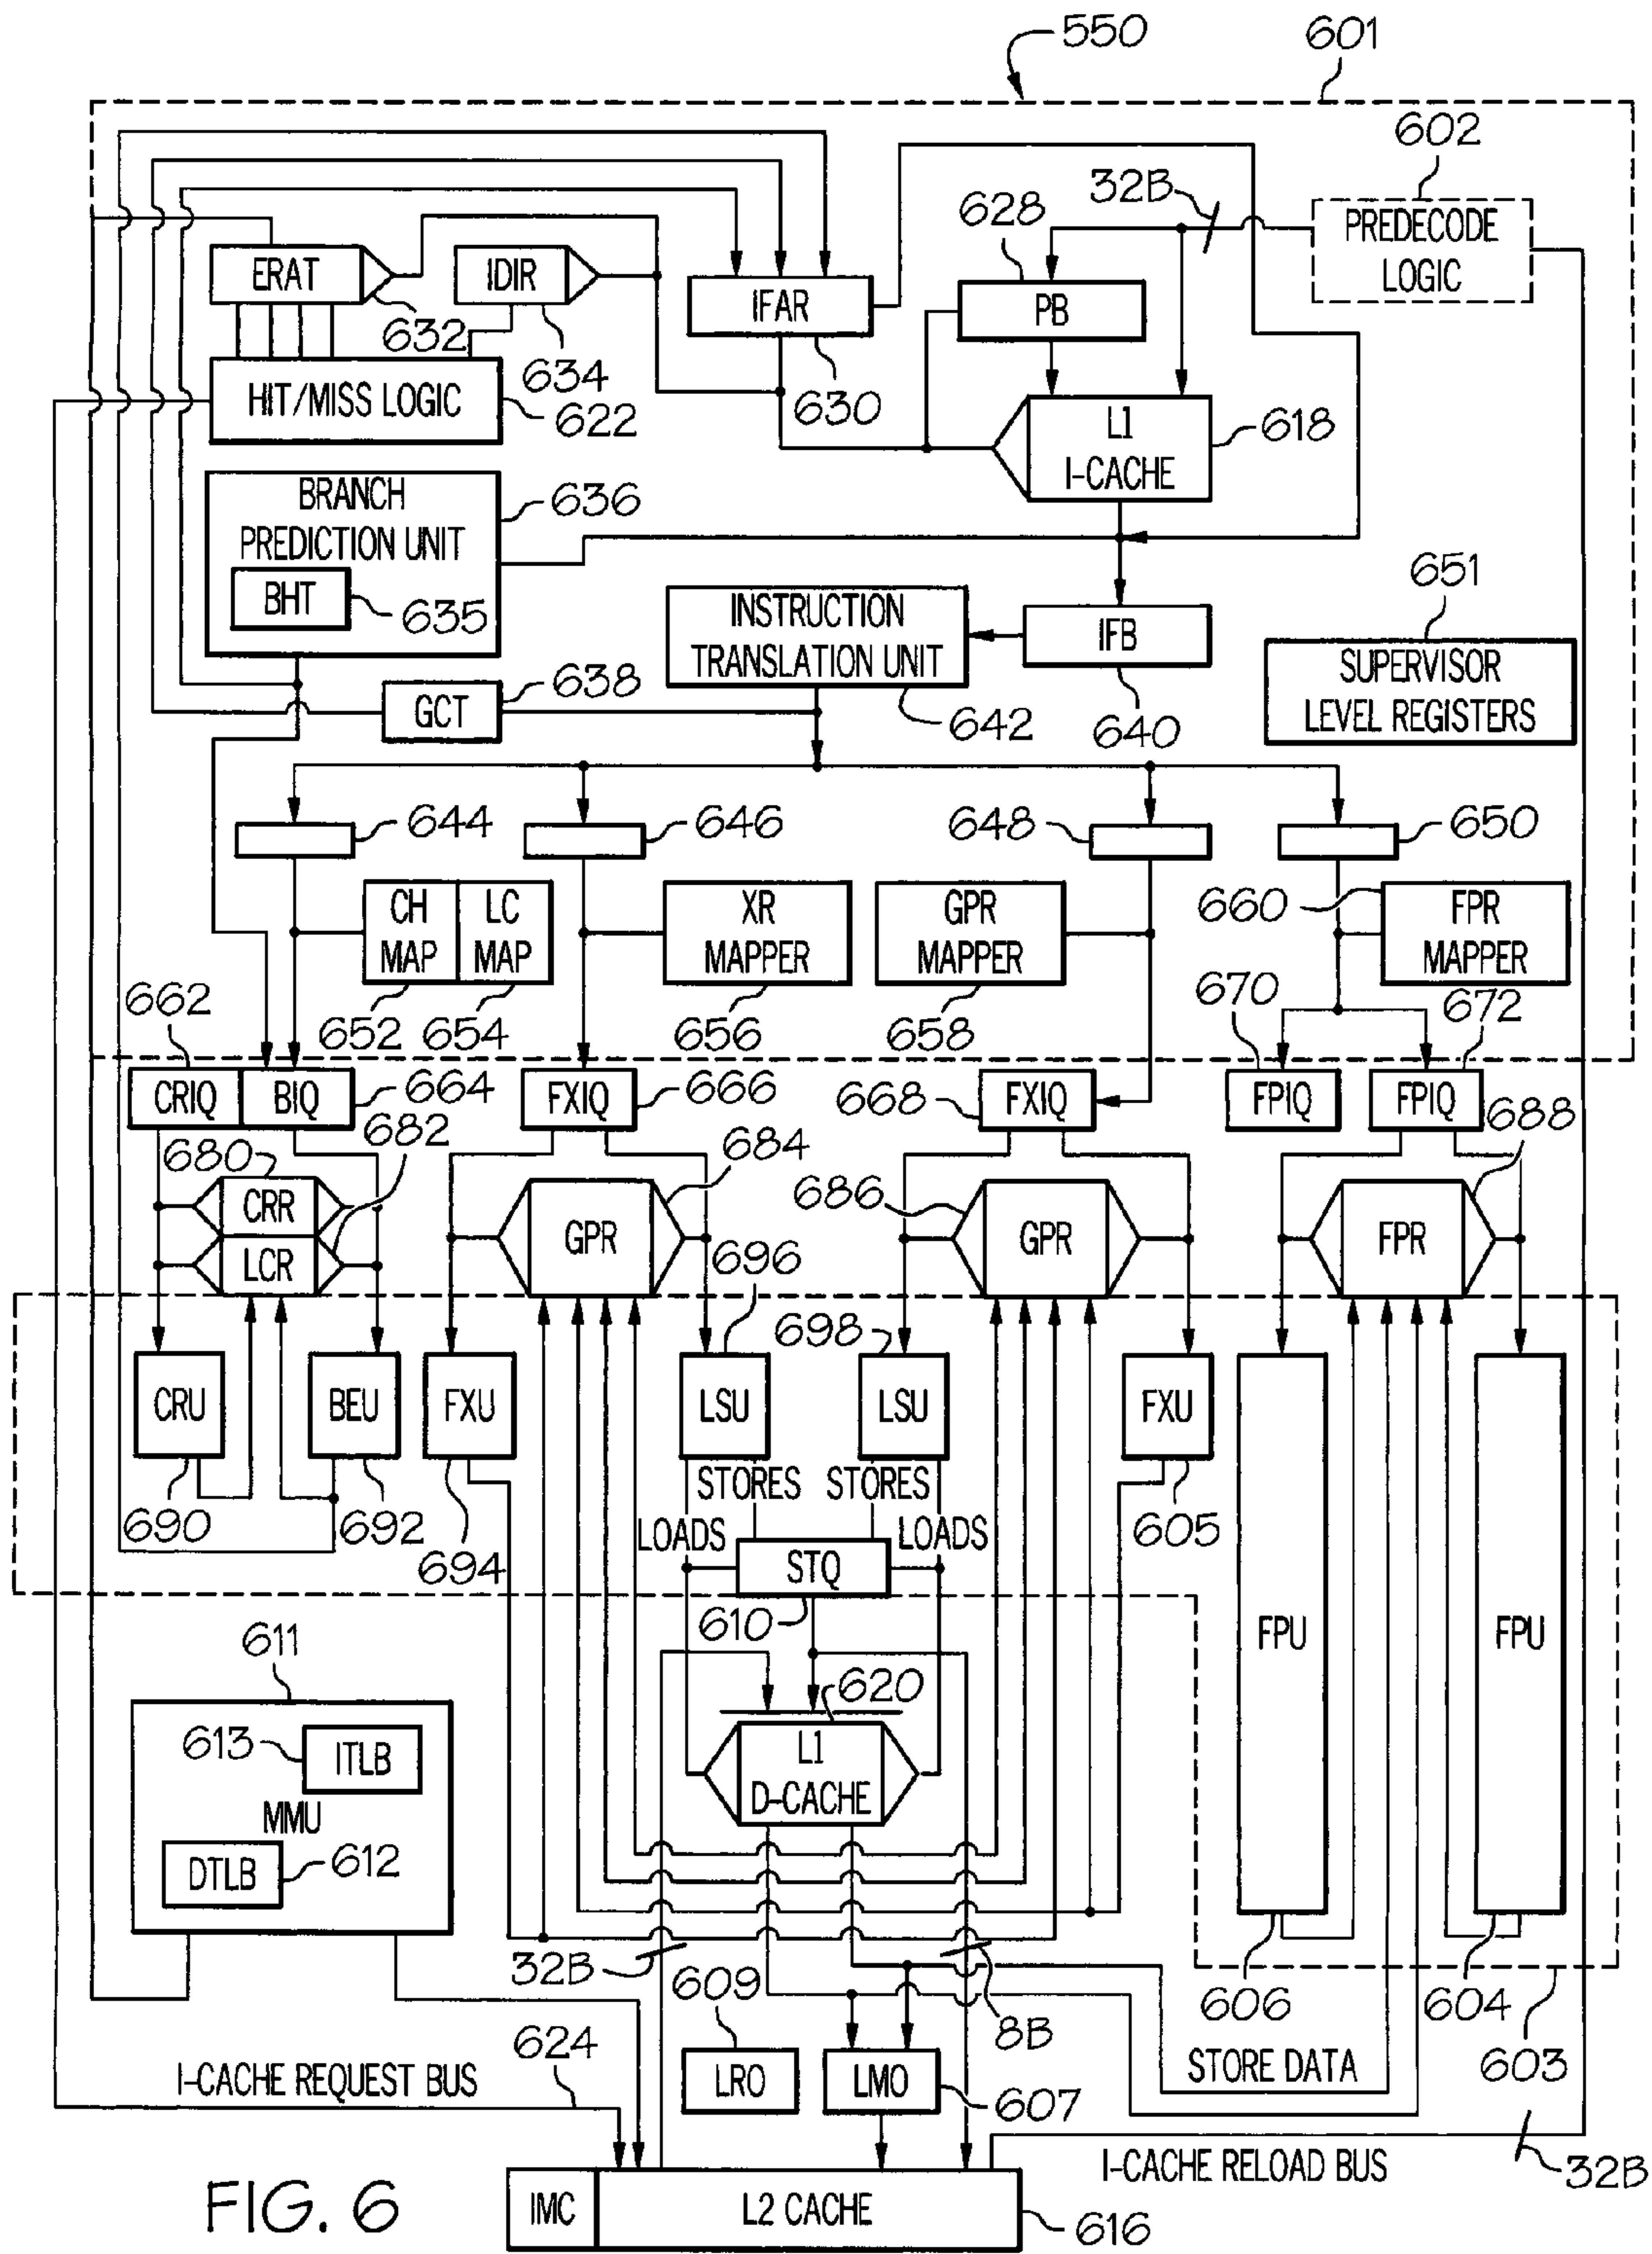 550
601
602
32B
628
PREDECODE
LOGIC
ERAT
IDIR
IFAR
PB
632
634
630
HIT/MISS LOGIC
622
L1
I-CACHE
618
BRANCH
PREDICTION UNIT
636
BHT
635
INSTRUCTION
TRANSLATION UNIT
642
IFB
640
651
SUPERVISOR
LEVEL REGISTERS
GCT
638
644
646
648
650
CH
MAP
LC
MAP
XR
MAPPER
GPR
MAPPER
660
FPR
MAPPER
662
652
654
656
658
670
672
CRIQ
BIQ
664
FXIQ
666
668
FXIQ
FPIQ
FPIQ
682
680
684
686
688
CRR
LCR
GPR
GPR
FPR
696
698
CRU
BEU
FXU
LSU
LSU
FXU
STORES
STORES
690
692
694
LOADS
LOADS
605
STQ
610
FPU
FPU
611
620
613
ITLB
MMU
DTLB
612
L1
D-CACHE
32B
609
8B
606
604
603
624
I-CACHE REQUEST BUS
LRO
LMO
607
STORE DATA
I-CACHE RELOAD BUS
32B
FIG. 6
IMC
L2 CACHE
616